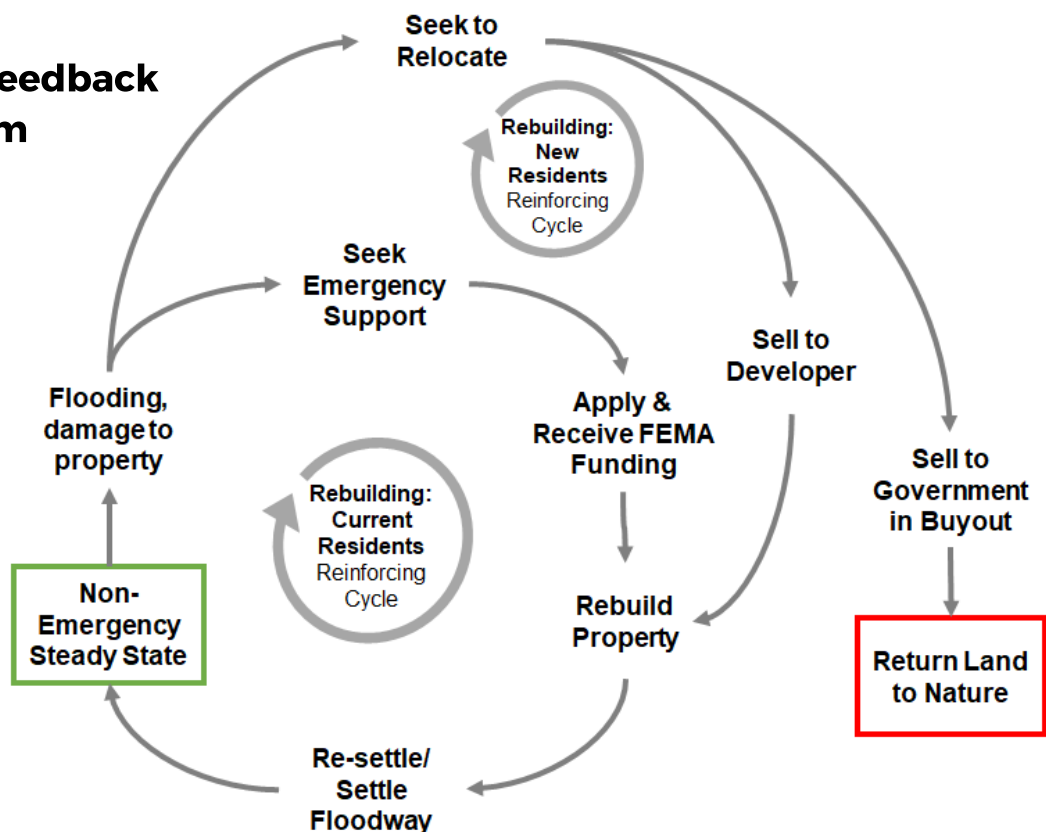 eedback
m
Seek to
Relocate
Rebuilding:
New
Residents
Reinforcing
Cycle
Seek
Emergency
Support
Sell to
Developer
Flooding,
damage to
property
Apply &
Receive FEMA
Funding
Sell to
Government
in Buyout
Rebuilding:
Current
Residents
Reinforcing
Cycle
Non-
Emergency
Steady State
Rebuild
Property
Return Land
to Nature
Re-settle/
Settle
Floodway